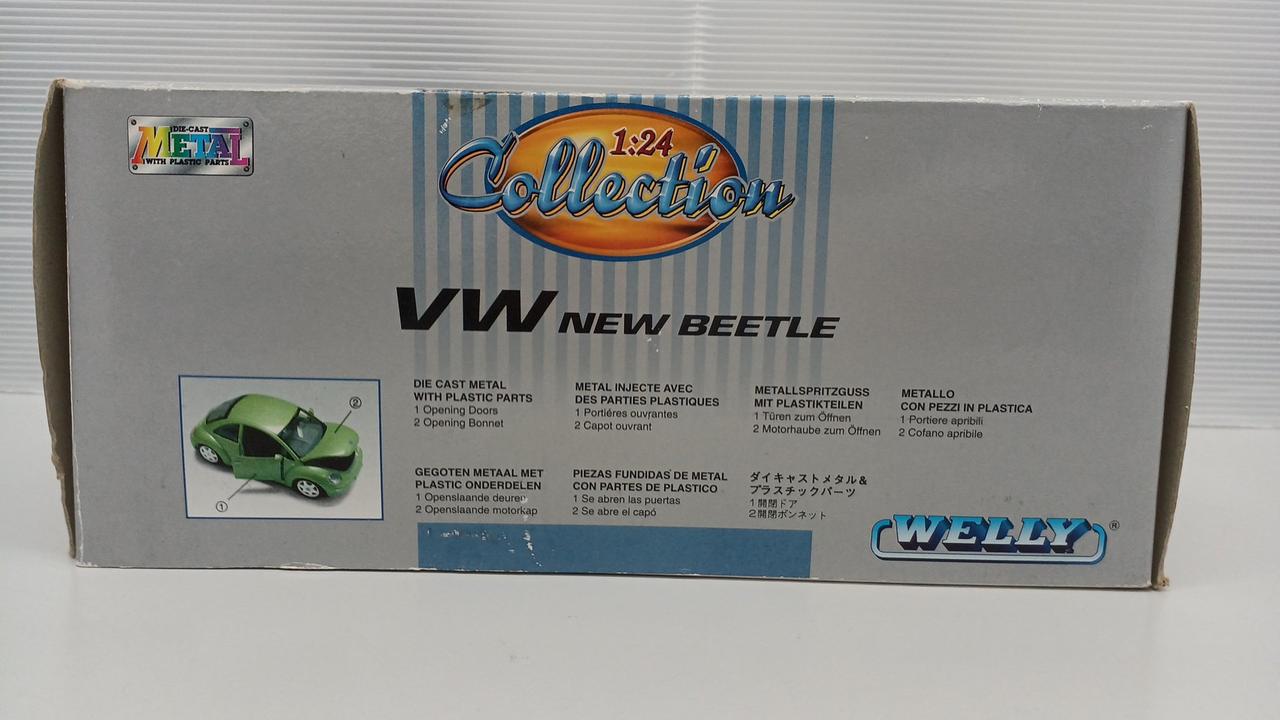 DIE-CAST
METAL
WITH PLASTIC PARTS
1:24
Collection
VW NEW BEETLE
②
①
DIE CAST METAL
WITH PLASTIC PARTS
1 Opening Doors
2 Opening Bonnet
METAL INJECTE AVEC
DES PARTIES PLASTIQUES
1 Portiéres ouvrantes
2 Capot ouvrant
METALLSPRITZGUSS
MIT PLASTIKTEILEN
1 Türen zum Öffnen
2 Motorhaube zum Öffnen
METALLO
CON PEZZI IN PLASTICA
1 Portiere apribili
2 Cofano apribile
GEGOTEN METAAL MET
PLASTIC ONDERDELEN
1 Openslaande deuren
2 Openslaande motorkap
PIEZAS FUNDIDAS DE METAL
CON PARTES DE PLASTICO
1 Se abren las puertas
2 Se abre el capó
ダイキャストメタル&
プラスチックパーツ
1開閉ドア
2開閉ボンネット
WELLY®